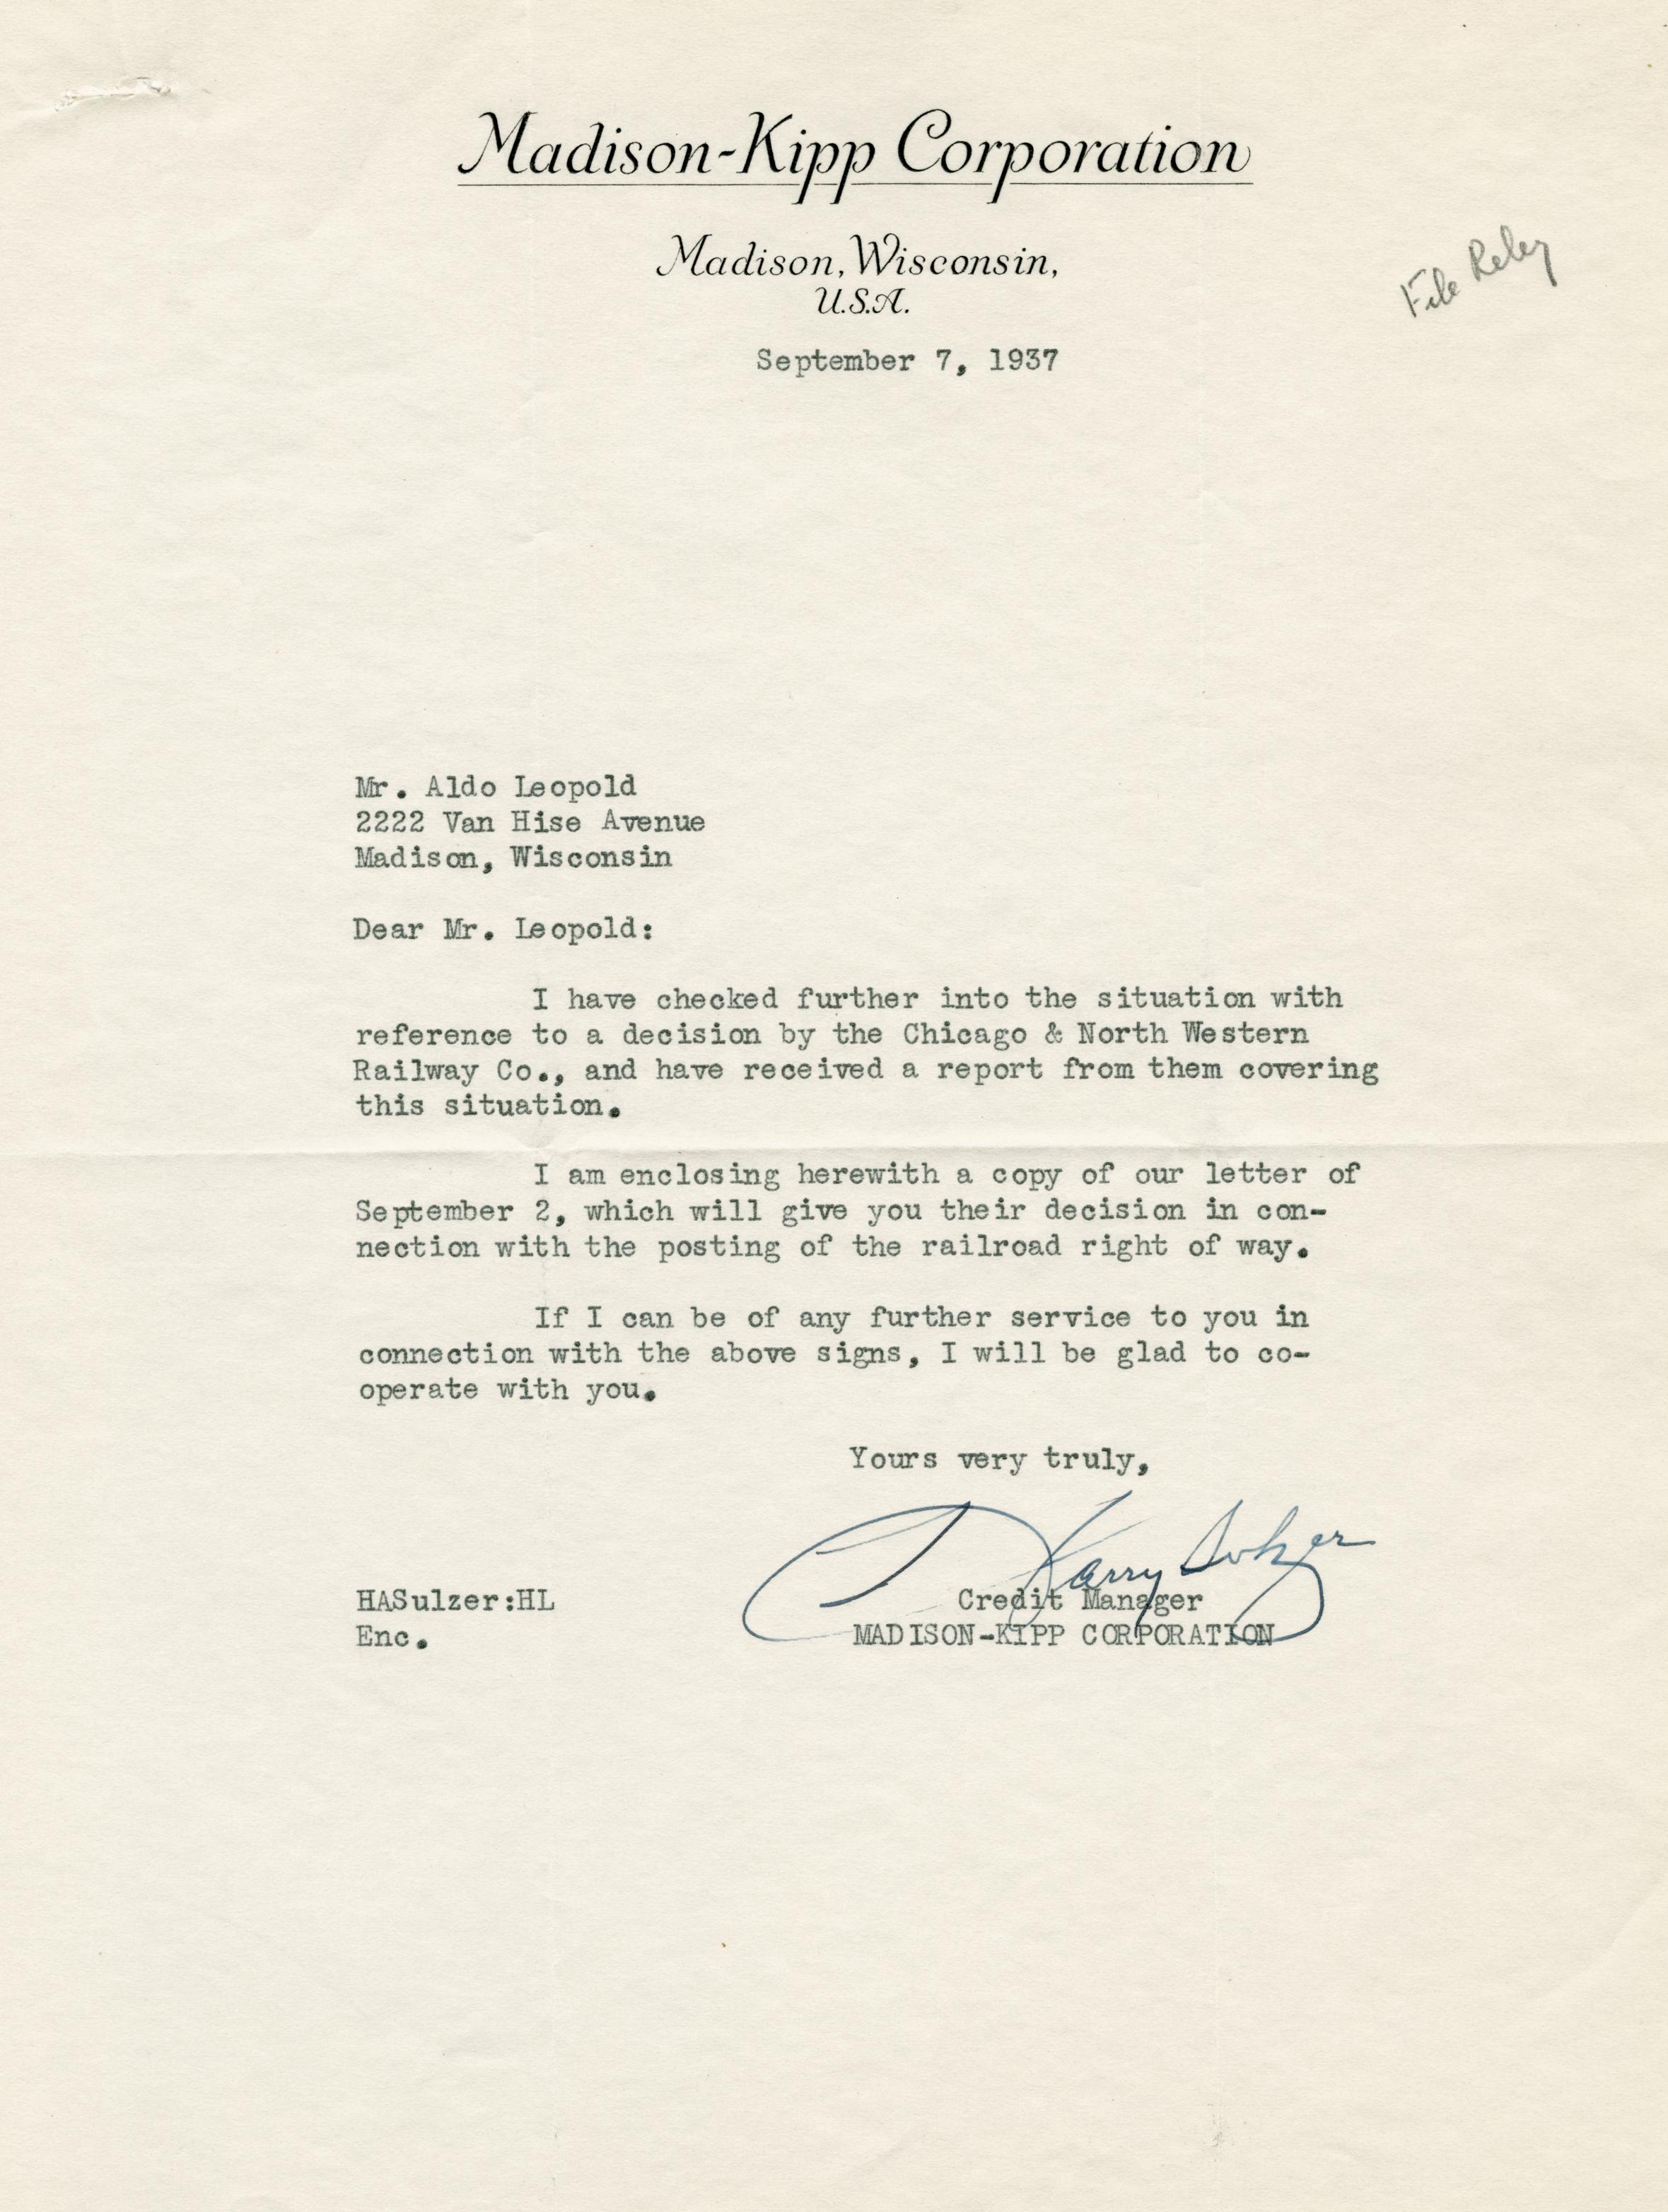 Madison-Kipp Corporation
Madison, Wisconsin,
U.S.A.
File Reley
September 7, 1937
Mr. Aldo Leopold
2222 Van Hise Avenue
Madison, Wisconsin
Dear Mr. Leopold:
I have checked further into the situation with
reference to a decision by the Chicago & North Western
Railway Co., and have received a report from them covering
this situation.
I am enclosing herewith a copy of our letter of
September 2, which will give you their decision in con-
nection with the posting of the railroad right of way.
If I can be of any further service to you in
connection with the above signs, I will be glad to co-
operate with you.
Yours very truly,
Harry Sulzer
HASulzer:HL
Credit Manager
Enc.
MADISON-KIPP CORPORATION